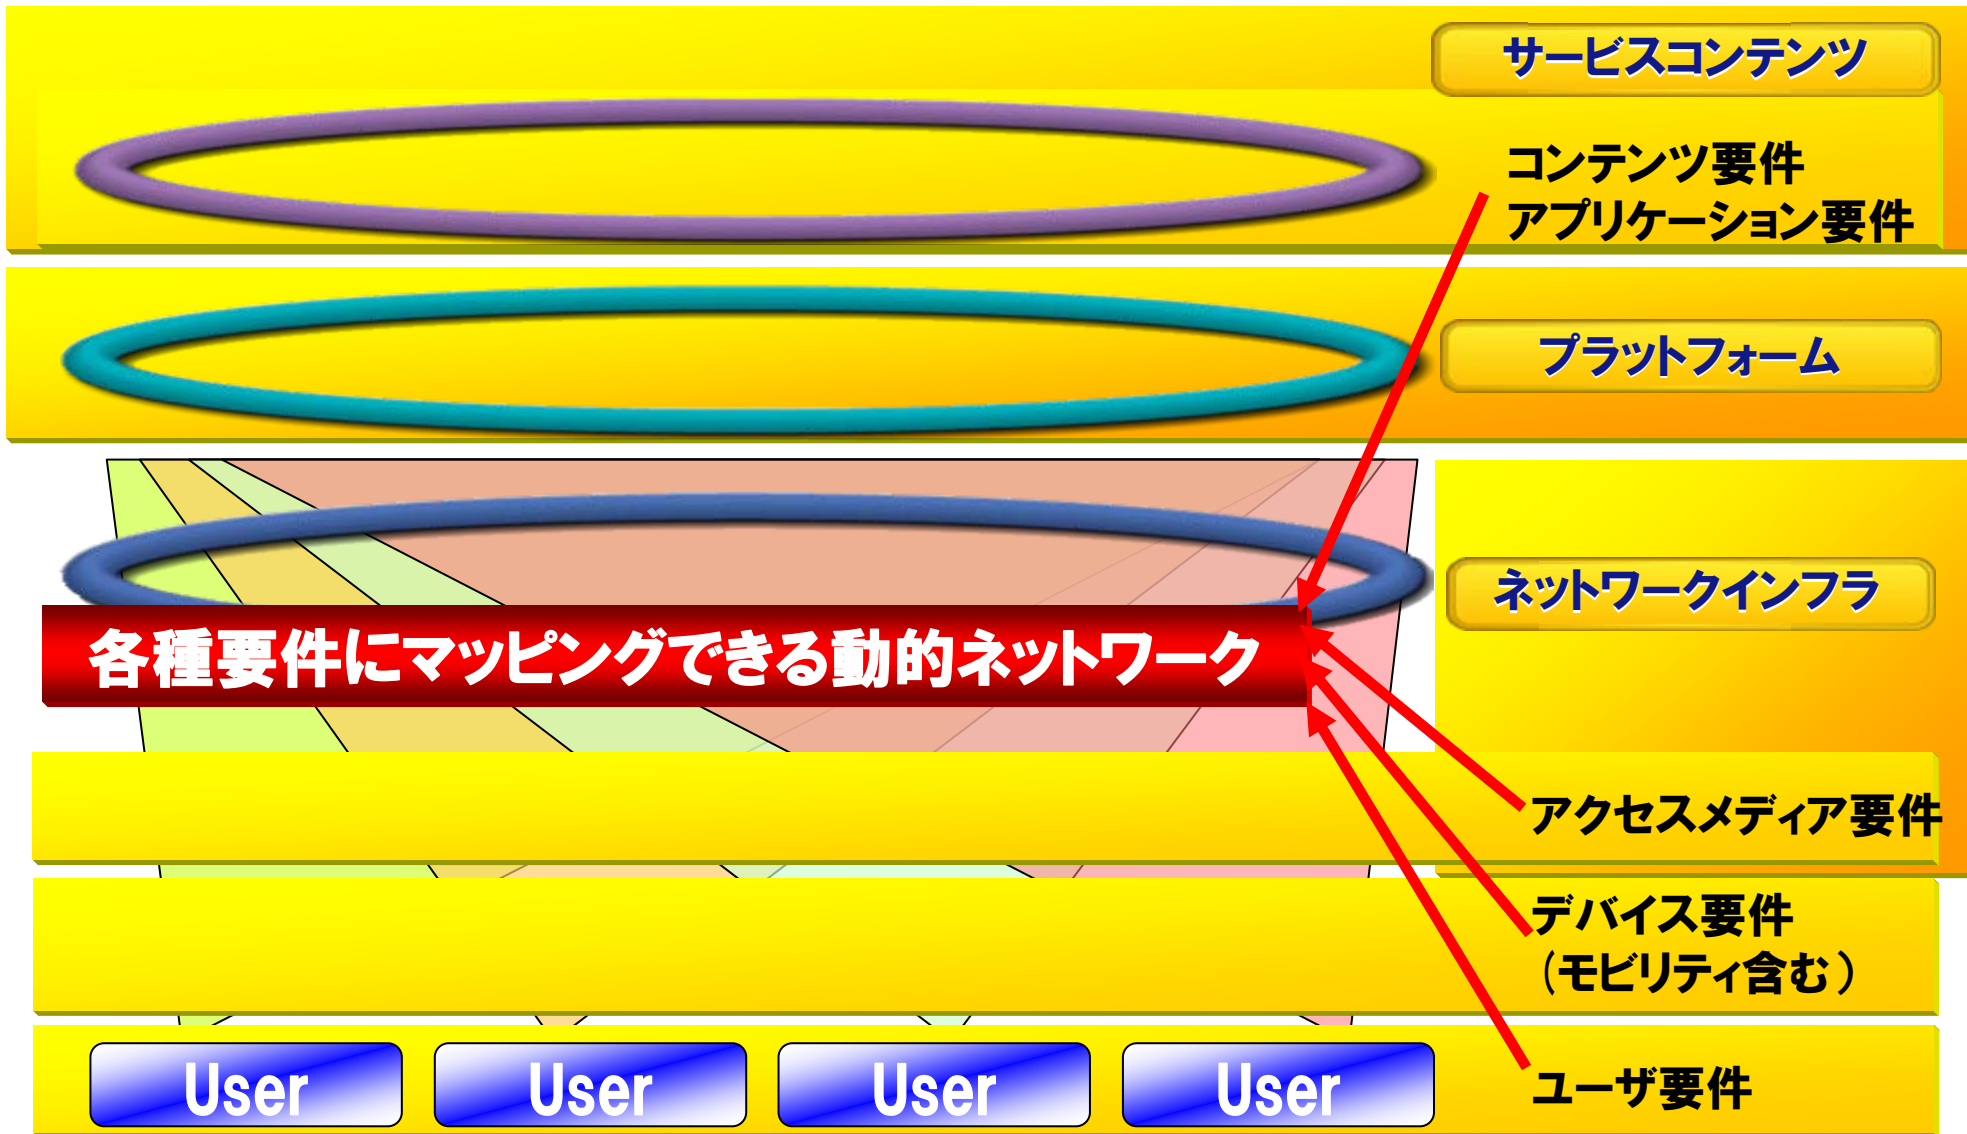 サービスコンテンツ
コンテンツ要件
アプリケーション要件
プラットフォーム
ネットワークインフラ
各種要件にマッピングできる動的ネットワーク
アクセスメディア要件
デバイス要件
（モビリティ含む）
User User User User
ユーザ要件